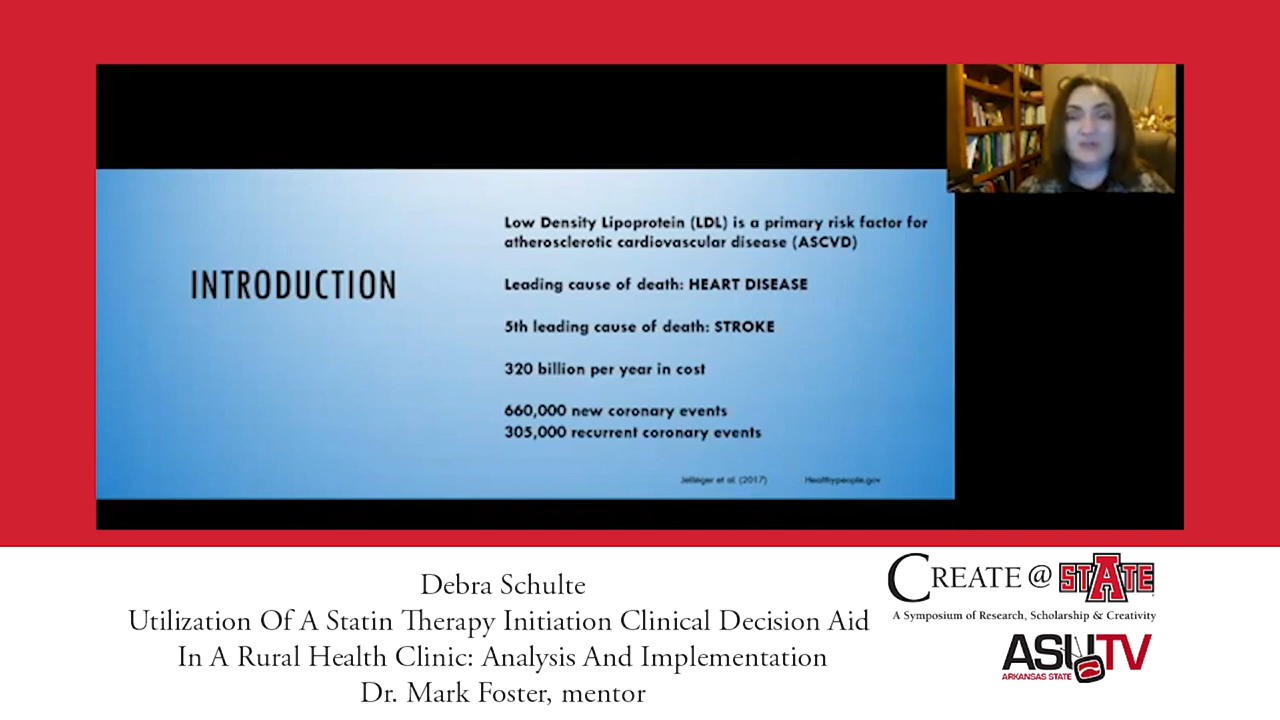 INTRODUCTION
Low Density Lipoprotein (LDL) is a primary risk factor for
atherosclerotic cardiovascular disease (ASCVD)
Leading cause of death: HEART DISEASE
5th leading cause of death: STROKE
320 billion per year in cost
660,000 new coronary events
305,000 recurrent coronary events
Jellinger et al. (2017) Healthypeople.gov
Debra Schulte
Utilization Of A Statin Therapy Initiation Clinical Decision Aid
In A Rural Health Clinic: Analysis And Implementation
Dr. Mark Foster, mentor
CREATE @ STATE
A Symposium of Research, Scholarship & Creativity
ASUTV
ARKANSAS STATE